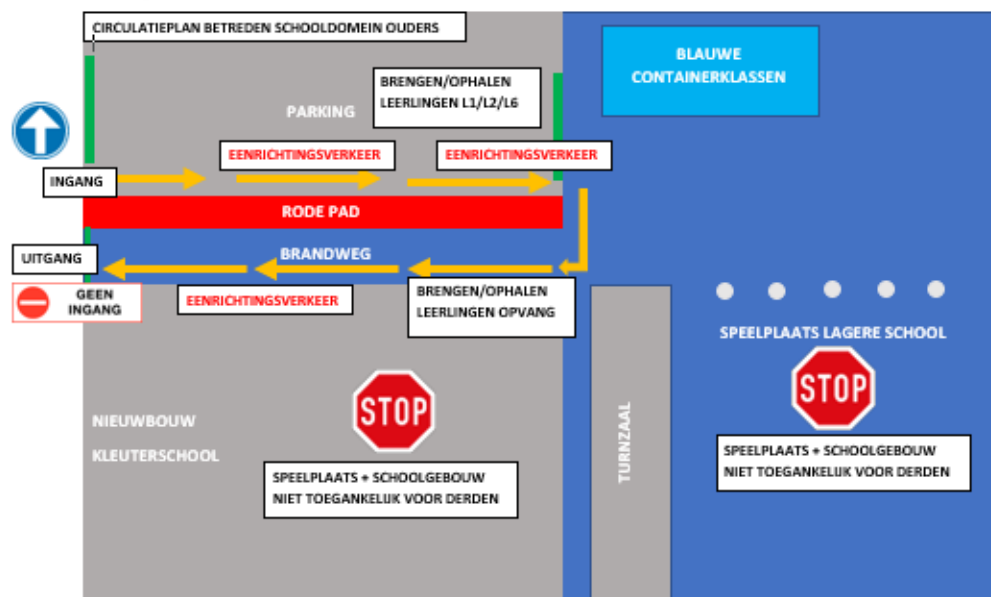 CIRCULATIEPLAN BETREDEN SCHOOLDOMEIN OUDERS
BLAUWE
CONTAINERKLASSEN
BRENGEN/OPHALEN
LEERLINGEN L1/L2/L6
PARKING
EENRICHTINGSVERKEER
EENRICHTINGSVERKEER
INGANG
RODE PAD
UITGANG
BRANDWEG
GEEN
INGANG
EENRICHTINGSVERKEER
BRENGEN/OPHALEN
LEERLINGEN OPVANG
SPEELPLAATS LAGERE SCHOOL
STOP
STOP
NIEUWBOUW
KLEUTERSCHOOL
TURNZAAL
SPEELPLAATS + SCHOOLGEBOUW
NIET TOEGANKELIJK VOOR DERDEN
SPEELPLAATS + SCHOOLGEBOUW
NIET TOEGANKELIJK VOOR DERDEN